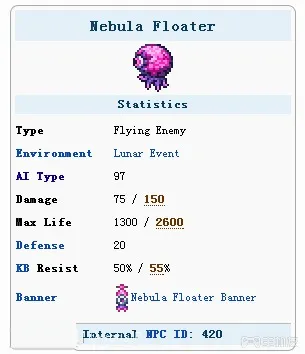 Nebula Floater
Statistics
Type Flying Enemy
Environment Lunar Event
AI Type 97
Damage 75 / 150
Max Life 1300 / 2600
Defense 20
KB Resist 50% / 55%
Banner Nebula Floater Banner
Internal NPC ID: 420